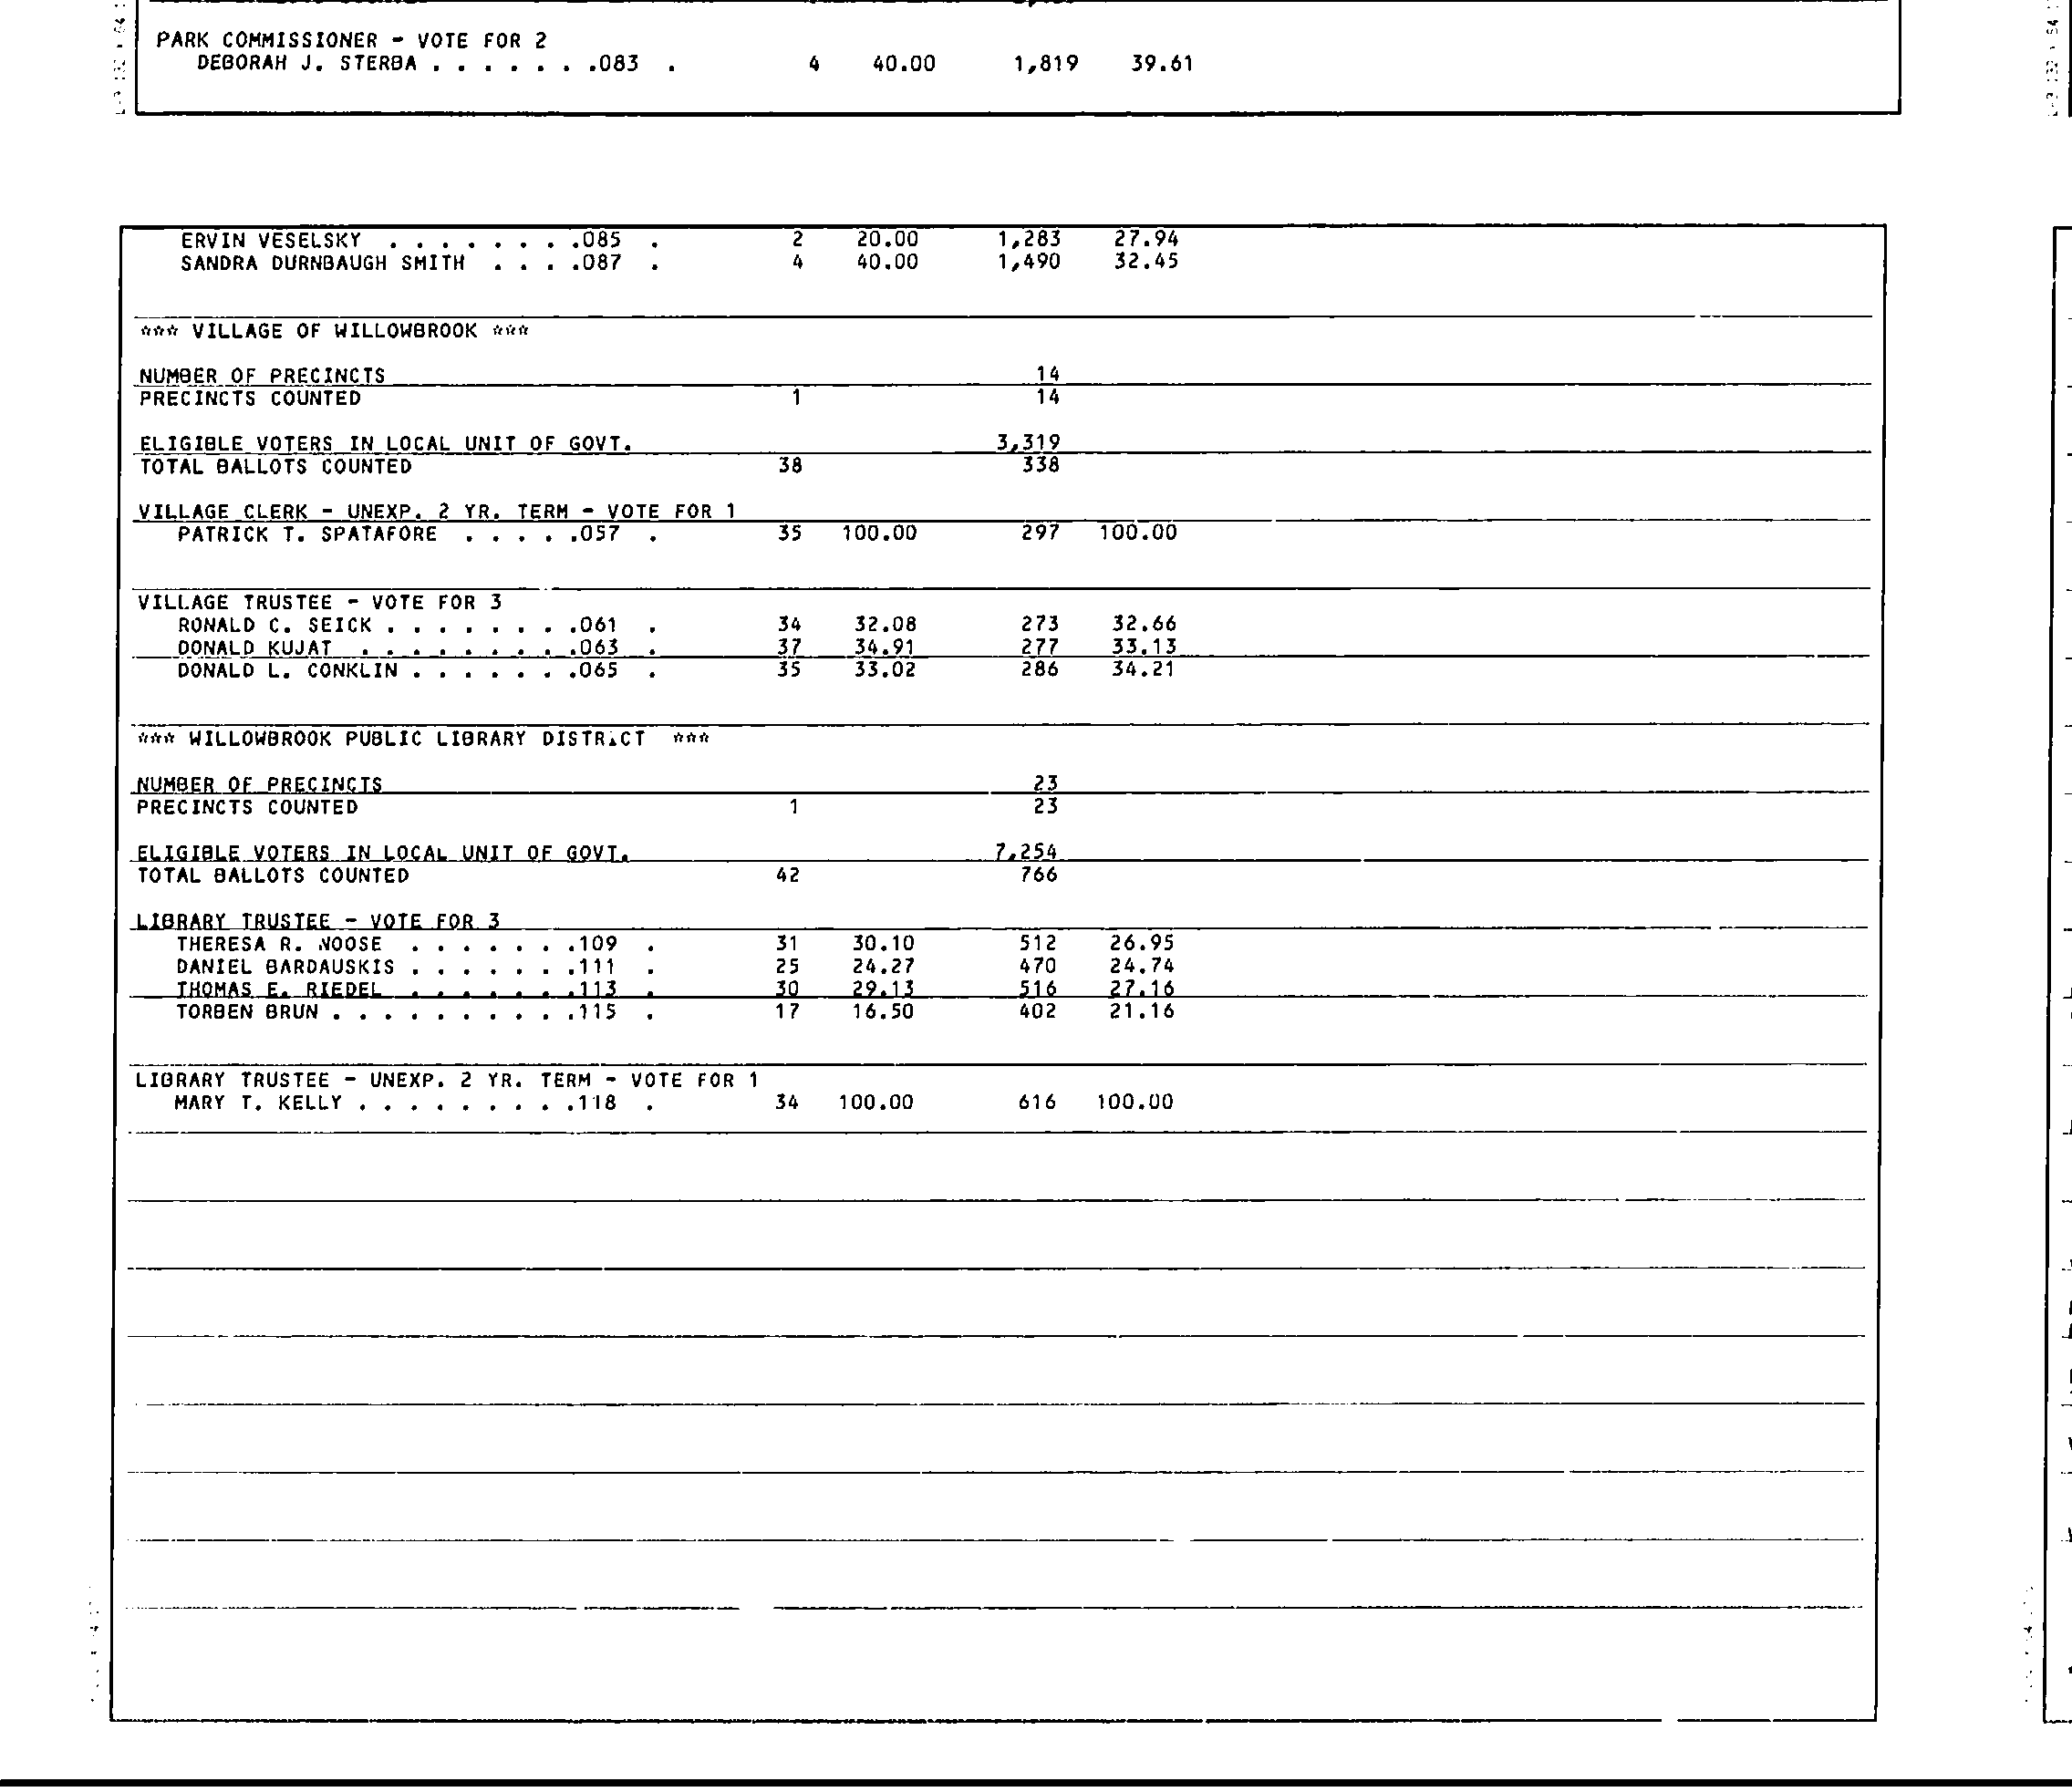 PARK COMMISSIONER - VOTE FOR 2
DEBORAH J. STERBA . . . . . . .083 . 4 40.00 1,819 39.61
ERVIN VESELSKY . . . . . . . .085 . 2 20.00 1,283 27.94
SANDRA DURNBAUGH SMITH . . . .087 . 4 40.00 1,490 32.45
*** VILLAGE OF WILLOWBROOK ***
NUMBER OF PRECINCTS 14
PRECINCTS COUNTED 1 14
ELIGIBLE VOTERS IN LOCAL UNIT OF GOVT. 3,319
TOTAL BALLOTS COUNTED 38 338
VILLAGE CLERK - UNEXP. 2 YR. TERM - VOTE FOR 1
PATRICK T. SPATAFORE . . . . .057 . 35 100.00 297 100.00
VILLAGE TRUSTEE - VOTE FOR 3
RONALD C. SEICK . . . . . . . .061 . 34 32.08 273 32.66
DONALD KUJAT . . . . . . . . .063 . 37 34.91 277 33.13
DONALD L. CONKLIN . . . . . . .065 . 35 33.02 286 34.21
*** WILLOWBROOK PUBLIC LIBRARY DISTRICT ***
NUMBER OF PRECINCTS 23
PRECINCTS COUNTED 1 23
ELIGIBLE VOTERS IN LOCAL UNIT OF GOVT. 7,254
TOTAL BALLOTS COUNTED 42 766
LIBRARY TRUSTEE - VOTE FOR 3
THERESA R. . . . . . . .109 . 31 30.10 512 26.95
DANIEL BARDAUSKIS . . . . . . .111 . 25 24.27 470 24.74
THOMAS E. RIEDEL . . . . . . .113 . 30 29.13 516 27.16
TORBEN BRUN . . . . . . . . . .115 . 17 16.50 402 21.16
LIBRARY TRUSTEE - UNEXP. 2 YR. TERM - VOTE FOR 1
MARY T. KELLY . . . . . . . . .118 . 34 100.00 616 100.00